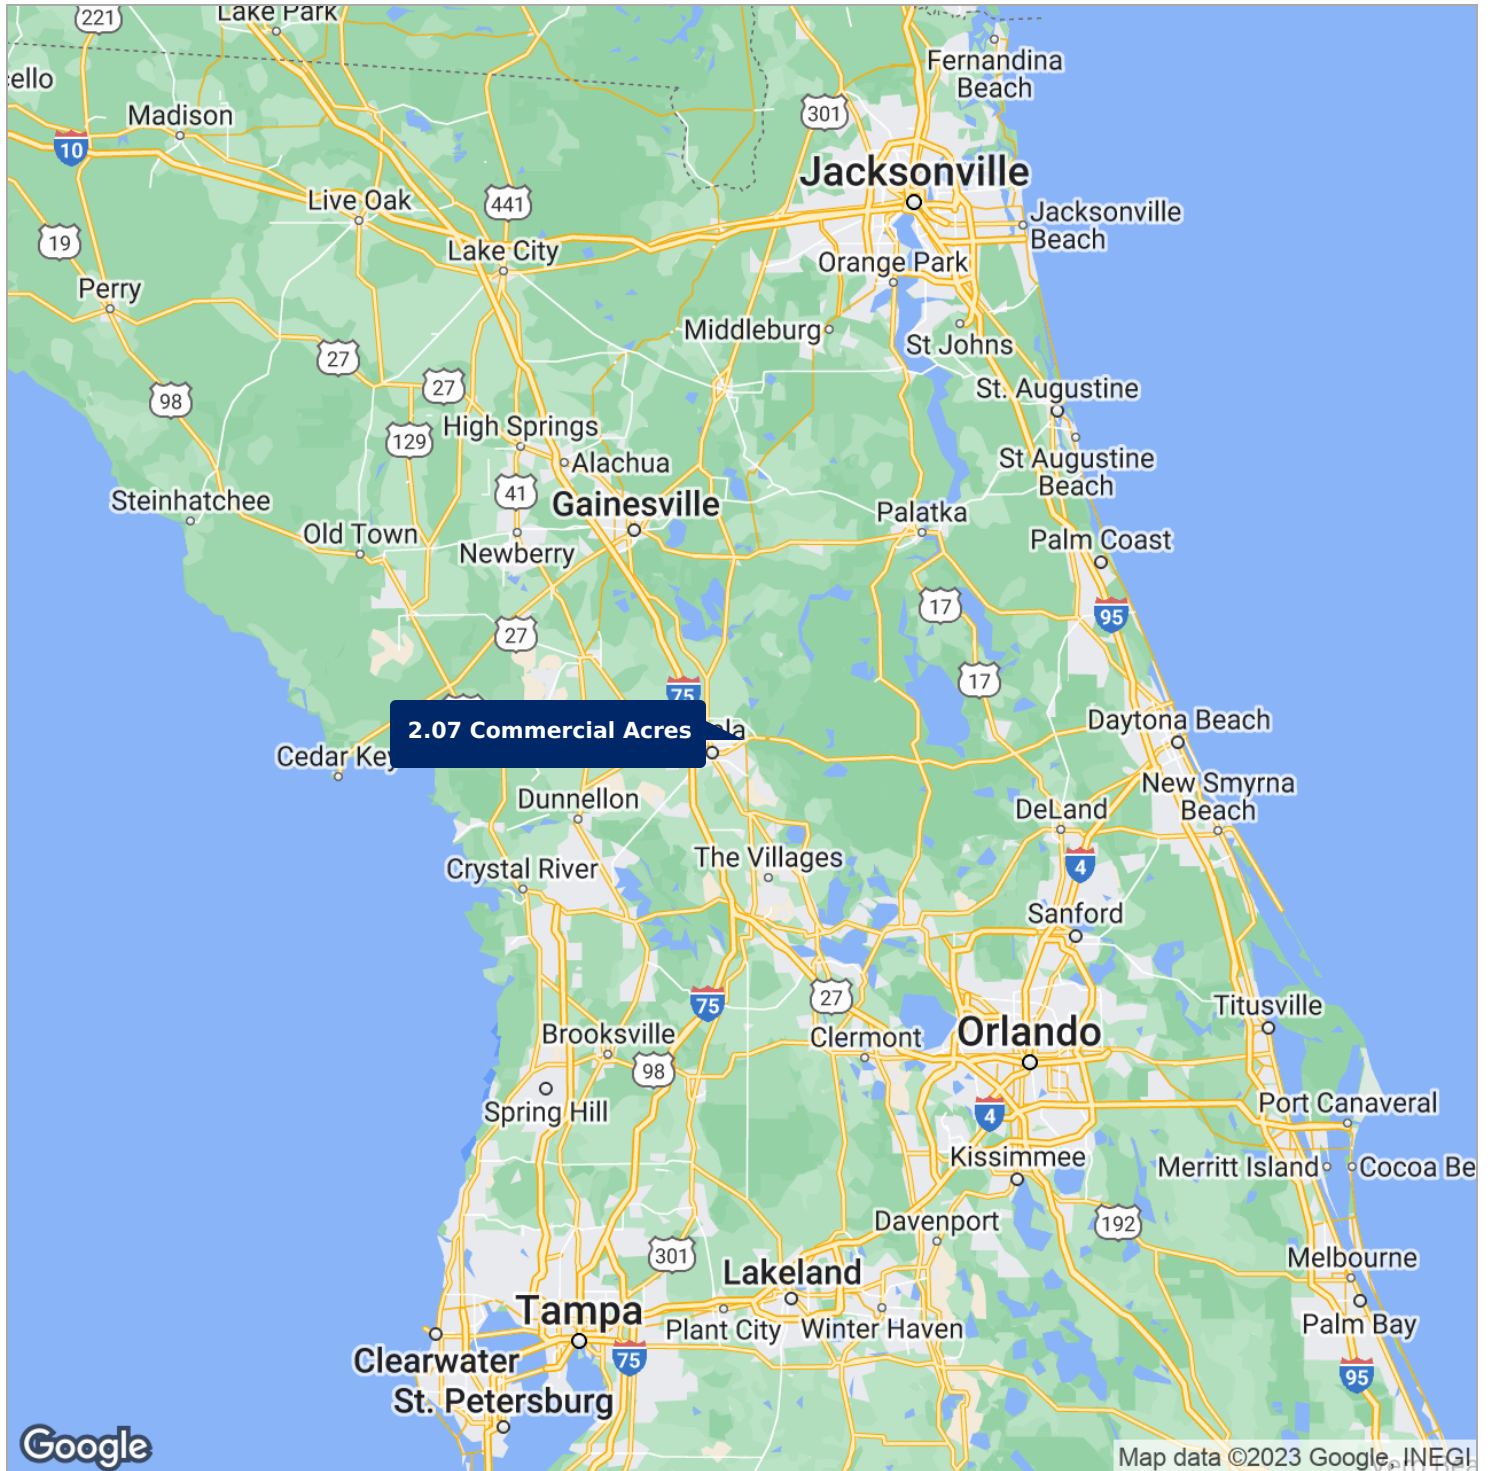 221
Lake Park
Fernandina
Beach
ello
Madison
301
10
Jacksonville
Live Oak
441
Jacksonville
Beach
19
Lake City
Orange Park
Perry
Middleburg
St Johns
27
27
98
St. Augustine
High Springs
129
Alachua
St Augustine
Beach
41
Steinhatchee
Gainesville
Palatka
Old Town
Newberry
Palm Coast
17
95
27
17
75
2.07 Commercial Acres
ala
Daytona Beach
Cedar Key
New Smyrna
Beach
Dunnellon
DeLand
The Villages
4
Crystal River
Sanford
27
75
Titusville
Brooksville
Clermont
Orlando
98
Spring Hill
4
Port Canaveral
Kissimmee
Merritt Island
Cocoa Be
Davenport
192
301
Melbourne
Lakeland
Tampa
Plant City
Winter Haven
Palm Bay
Clearwater
75
95
St. Petersburg
Google
Map data ©2023 Google, INEGI